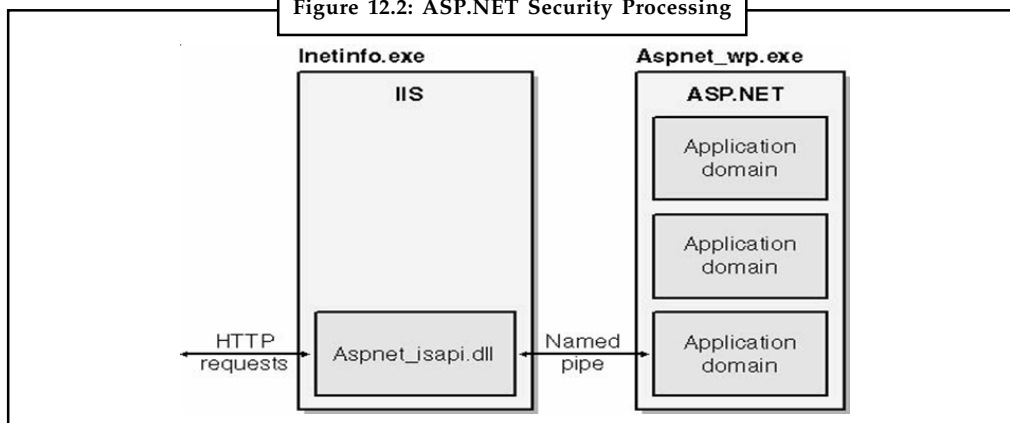 Figure 12.2: ASP.NET Security Processing
Inetinfo.exe
Aspnet_wp.exe
IIS
ASP.NET
Application
domain
Application
domain
HTTP
requests
Aspnet_isapi.dll
Named
pipe
Application
domain